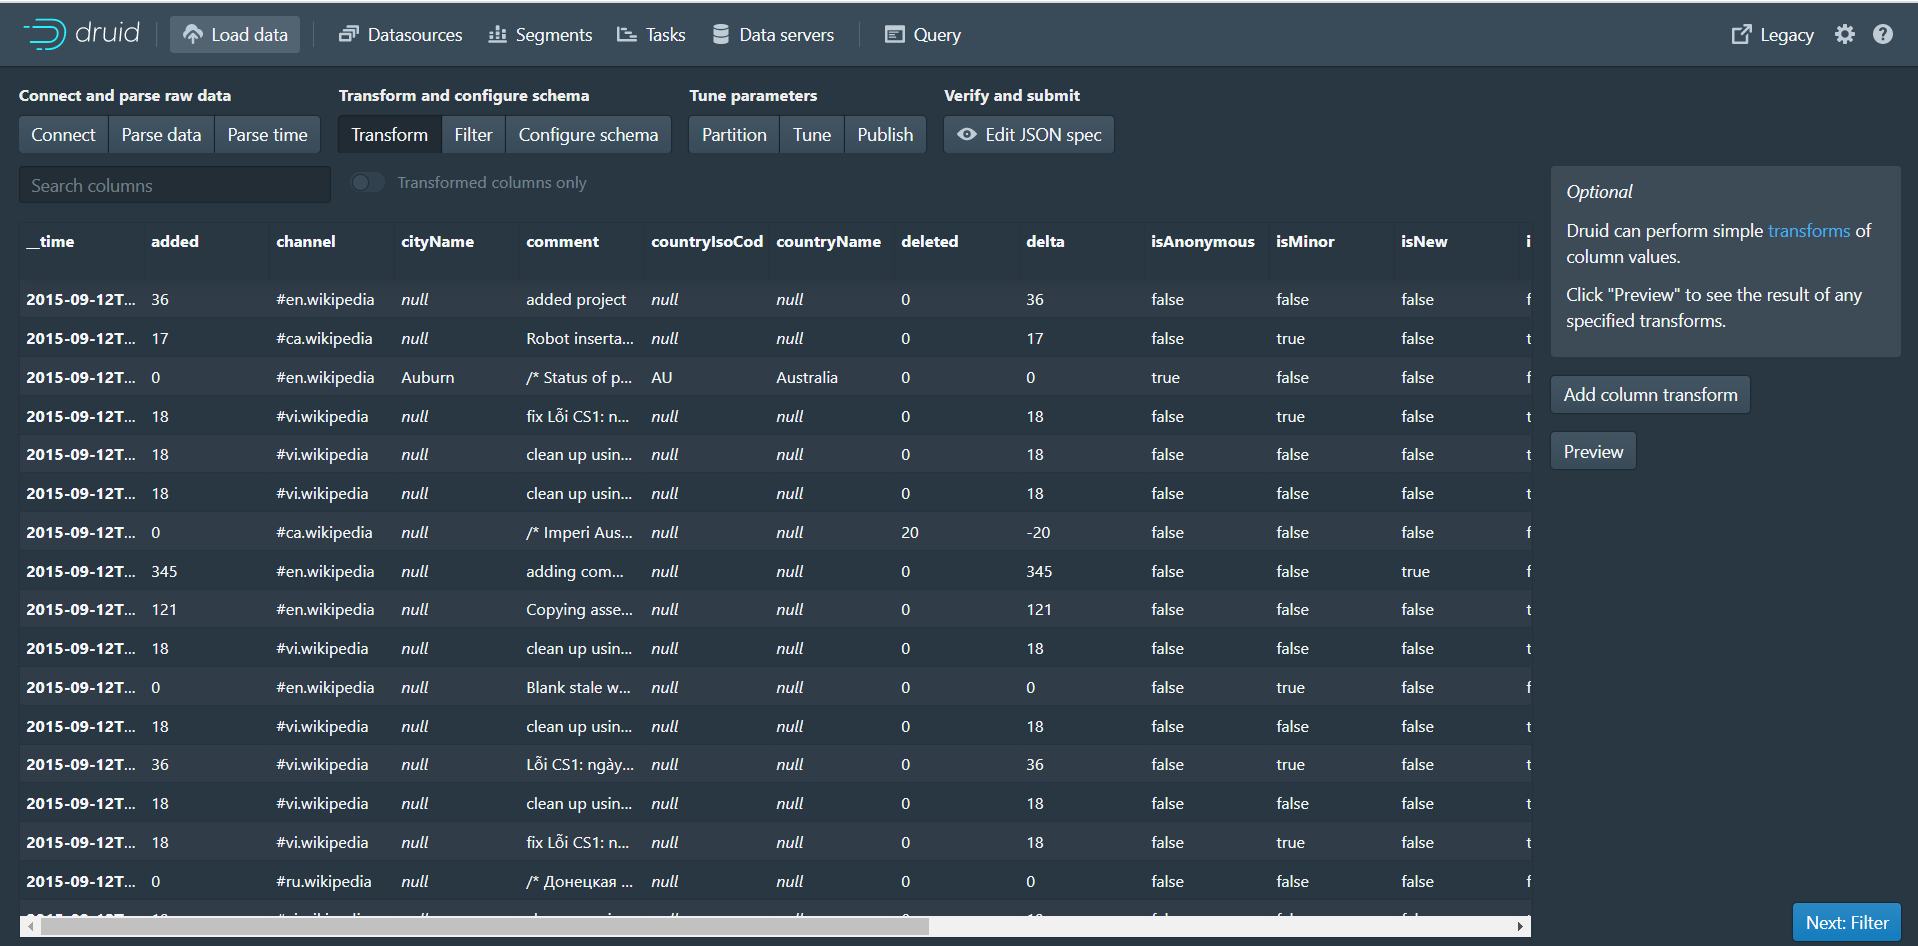 druid Load data Datasources Segments Tasks Data servers Query Legacy
Connect and parse raw data Transform and configure schema Tune parameters Verify and submit
Connect Parse data Parse time Transform Filter Configure schema Partition Tune Publish Edit JSON spec
Search columns Transformed columns only
Optional
Druid can perform simple transforms of
column values.
Click "Preview" to see the result of any
specified transforms.
Add column transform
Preview
__time added channel cityName comment countryIsoCod countryName deleted delta isAnonymous isMinor isNew i
2015-09-12T... 36 #en.wikipedia null added project null null 0 36 false false false f
2015-09-12T... 17 #ca.wikipedia null Robot inserta... null null 0 17 false true false t
2015-09-12T... 0 #en.wikipedia Auburn /* Status of p... AU Australia 0 0 true false false f
2015-09-12T... 18 #vi.wikipedia null fix Lỗi CS1: n... null null 0 18 false true false t
2015-09-12T... 18 #vi.wikipedia null clean up usin... null null 0 18 false false false t
2015-09-12T... 18 #vi.wikipedia null clean up usin... null null 0 18 false false false t
2015-09-12T... 0 #ca.wikipedia null /* Imperi Aus... null null 20 -20 false false false f
2015-09-12T... 345 #en.wikipedia null adding com... null null 0 345 false false true f
2015-09-12T... 121 #en.wikipedia null Copying asse... null null 0 121 false false false t
2015-09-12T... 18 #vi.wikipedia null clean up usin... null null 0 18 false false false t
2015-09-12T... 0 #en.wikipedia null Blank stale w... null null 0 0 false true false f
2015-09-12T... 18 #vi.wikipedia null clean up usin... null null 0 18 false false false t
2015-09-12T... 36 #vi.wikipedia null Lỗi CS1: ngày... null null 0 36 false true false t
2015-09-12T... 18 #vi.wikipedia null clean up usin... null null 0 18 false false false t
2015-09-12T... 18 #vi.wikipedia null fix Lỗi CS1: n... null null 0 18 false true false t
2015-09-12T... 0 #ru.wikipedia null /* Донецкая ... null null 0 0 false false false f
Next: Filter